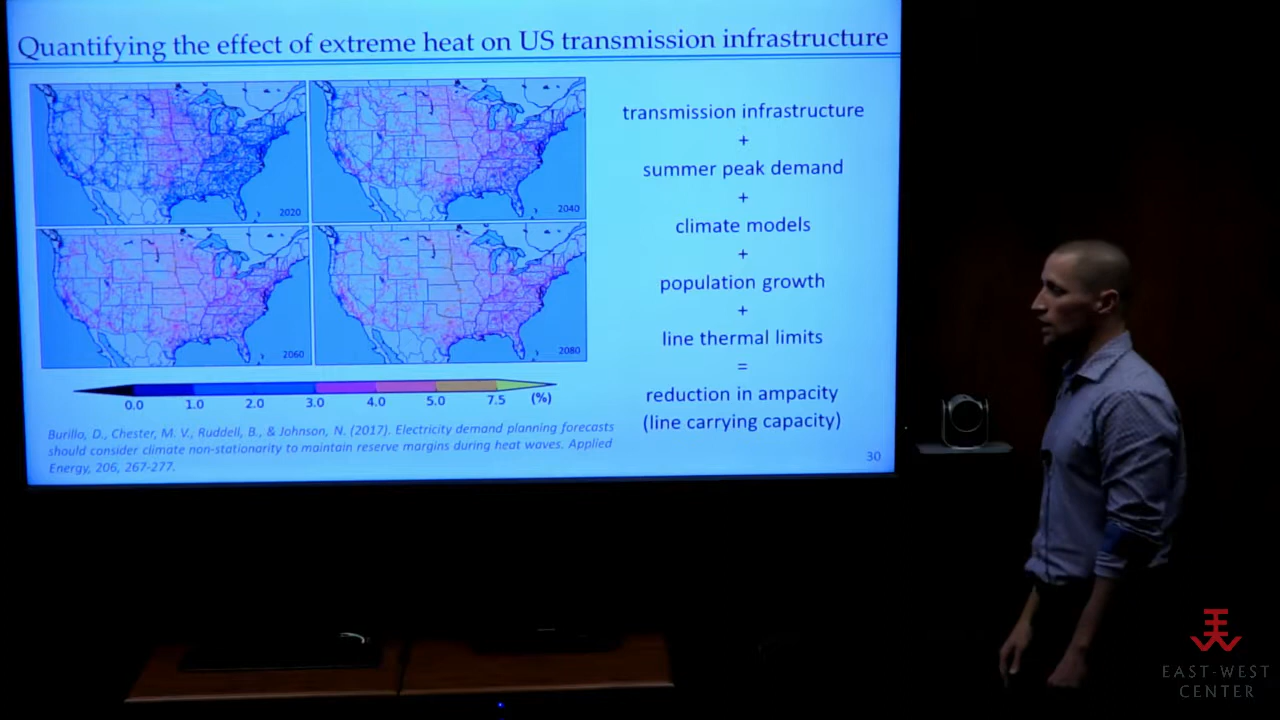 Quantifying the effect of extreme heat on US transmission infrastructure
2020
2040
2060
2080
0.0 1.0 2.0 3.0 4.0 5.0 7.5 (%)
Burillo, D., Chester, M. V., Ruddell, B., & Johnson, N. (2017). Electricity demand planning forecasts
should consider climate non-stationarity to maintain reserve margins during heat waves. Applied
Energy, 206, 267-277.
transmission infrastructure
+
summer peak demand
+
climate models
+
population growth
+
line thermal limits
=
reduction in ampacity
(line carrying capacity)
30
EAST-WEST
CENTER